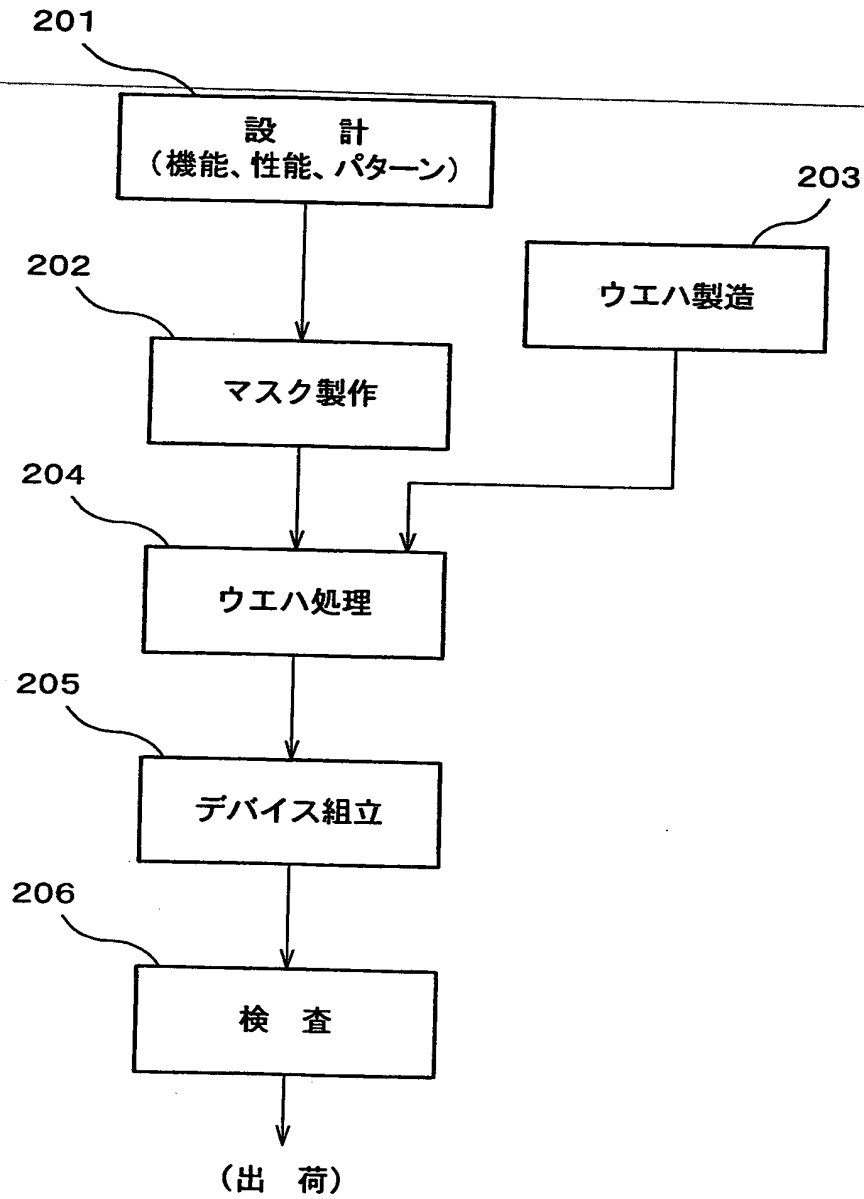 201
設　計
（機能、性能、パターン）
203
ウエハ製造
202
マスク製作
204
ウエハ処理
205
デバイス組立
206
検　査
（出　荷）